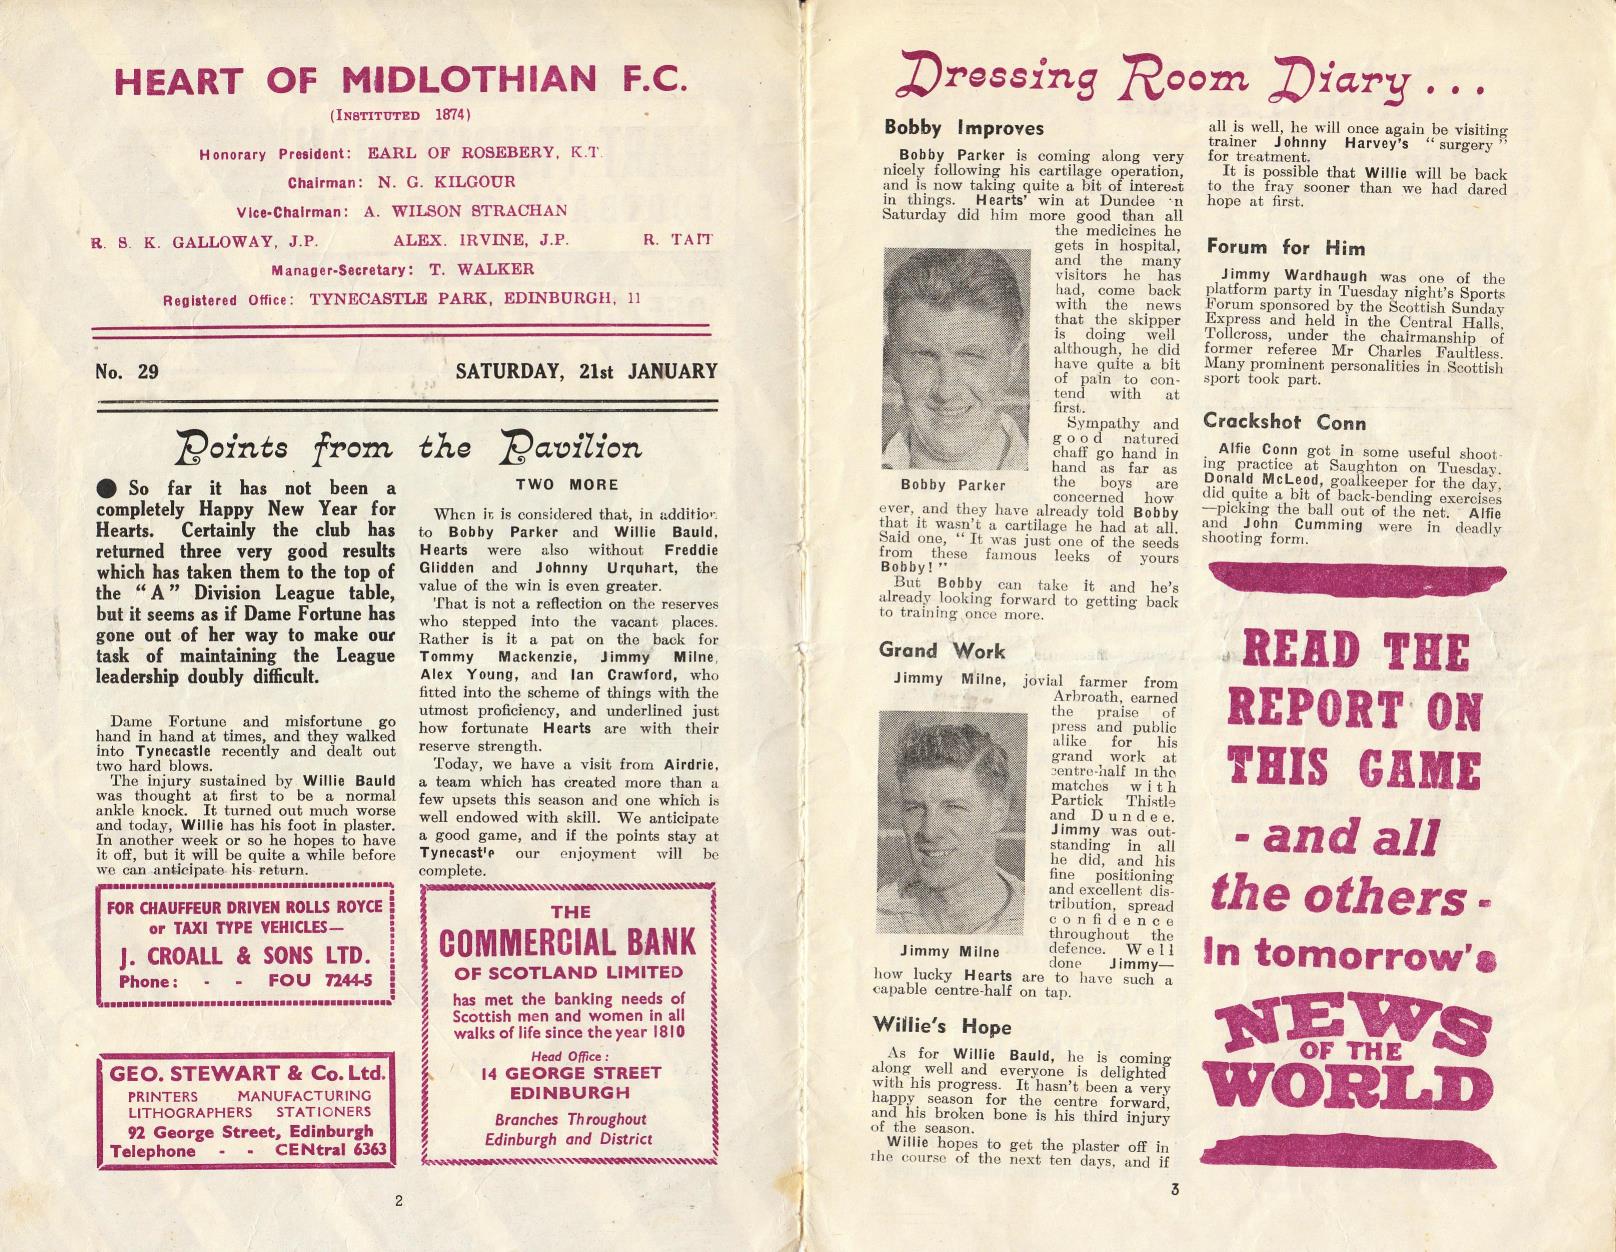 HEART OF MIDLOTHIAN F.C.
(INSTITUTED 1874)
Honorary President: EARL OF ROSEBERY, K.T.
Chairman: N. G. KILGOUR
Vice-Chairman: A. WILSON STRACHAN
R. S. K. GALLOWAY, J.P. ALEX. IRVINE, J.P. R. TAIT
Manager-Secretary: T. WALKER
Registered Office: TYNECASTLE PARK, EDINBURGH, 11
No. 29 SATURDAY, 21st JANUARY
Points from the Pavilion
● So far it has not been a
completely Happy New Year for
Hearts. Certainly the club has
returned three very good results
which has taken them to the top of
the "A" Division League table,
but it seems as if Dame Fortune has
gone out of her way to make our
task of maintaining the League
leadership doubly difficult.
Dame Fortune and misfortune go
hand in hand at times, and they walked
into Tynecastle recently and dealt out
two hard blows.
The injury sustained by Willie Bauld
was thought at first to be a normal
ankle knock. It turned out much worse
and today, Willie has his foot in plaster.
In another week or so he hopes to have
it off, but it will be quite a while before
we can anticipate his return.
FOR CHAUFFEUR DRIVEN ROLLS ROYCE
or TAXI TYPE VEHICLES—
J. CROALL & SONS LTD.
Phone: - - FOU 7244-5
GEO. STEWART & Co. Ltd.
PRINTERS MANUFACTURING
LITHOGRAPHERS STATIONERS
92 George Street, Edinburgh
Telephone - - CENtral 6363
TWO MORE
When it is considered that, in addition
to Bobby Parker and Willie Bauld,
Hearts were also without Freddie
Glidden and Johnny Urquhart, the
value of the win is even greater.
That is not a reflection on the reserves
who stepped into the vacant places.
Rather is it a pat on the back for
Tommy Mackenzie, Jimmy Milne,
Alex Young, and Ian Crawford, who
fitted into the scheme of things with the
utmost proficiency, and underlined just
how fortunate Hearts are with their
reserve strength.
Today, we have a visit from Airdrie,
a team which has created more than a
few upsets this season and one which is
well endowed with skill. We anticipate
a good game, and if the points stay at
Tynecastle our enjoyment will be
complete.
THE
COMMERCIAL BANK
OF SCOTLAND LIMITED
has met the banking needs of
Scottish men and women in all
walks of life since the year 1810
Head Office:
14 GEORGE STREET
EDINBURGH
Branches Throughout
Edinburgh and District
2
Dressing Room Diary . . .
Bobby Improves
Bobby Parker is coming along very
nicely following his cartilage operation,
and is now taking quite a bit of interest
in things. Hearts' win at Dundee on
Saturday did him more good than all
the medicines he
gets in hospital,
and the many
visitors he has
had, come back
with the news
that the skipper
is doing well
although, he did
have quite a bit
of pain to con-
tend with at
first.
Sympathy and
good natured
chaff go hand in
hand as far as
the boys are
concerned how
Bobby Parker
ever, and they have already told Bobby
that it wasn't a cartilage he had at all.
Said one, "It was just one of the seeds
from these famous leeks of yours
Bobby!"
But Bobby can take it and he's
already looking forward to getting back
to training once more.
Grand Work
Jimmy Milne, jovial farmer from
Arbroath, earned
the praise of
press and public
alike for his
grand work at
centre-half in the
matches with
Partick Thistle
and Dundee.
Jimmy was out-
standing in all
he did, and his
fine positioning
and excellent dis-
tribution, spread
confidence
throughout the
defence. Well
done Jimmy—
Jimmy Milne
how lucky Hearts are to have such a
capable centre-half on tap.
Willie's Hope
As for Willie Bauld, he is coming
along well and everyone is delighted
with his progress. It hasn't been a very
happy season for the centre forward,
and his broken bone is his third injury
of the season.
Willie hopes to get the plaster off in
the course of the next ten days, and if
all is well, he will once again be visiting
trainer Johnny Harvey's "surgery"
for treatment.
It is possible that Willie will be back
to the fray sooner than we had dared
hope at first.
Forum for Him
Jimmy Wardhaugh was one of the
platform party in Tuesday night's Sports
Forum sponsored by the Scottish Sunday
Express and held in the Central Halls,
Tollcross, under the chairmanship of
former referee Mr Charles Faultless.
Many prominent personalities in Scottish
sport took part.
Crackshot Conn
Alfie Conn got in some useful shoot-
ing practice at Saughton on Tuesday.
Donald McLeod, goalkeeper for the day,
did quite a bit of back-bending exercises
—picking the ball out of the net. Alfie
and John Cumming were in deadly
shooting form.
READ THE
REPORT ON
THIS GAME
- and all
the others -
In tomorrow's
NEWS
OF THE
WORLD
3